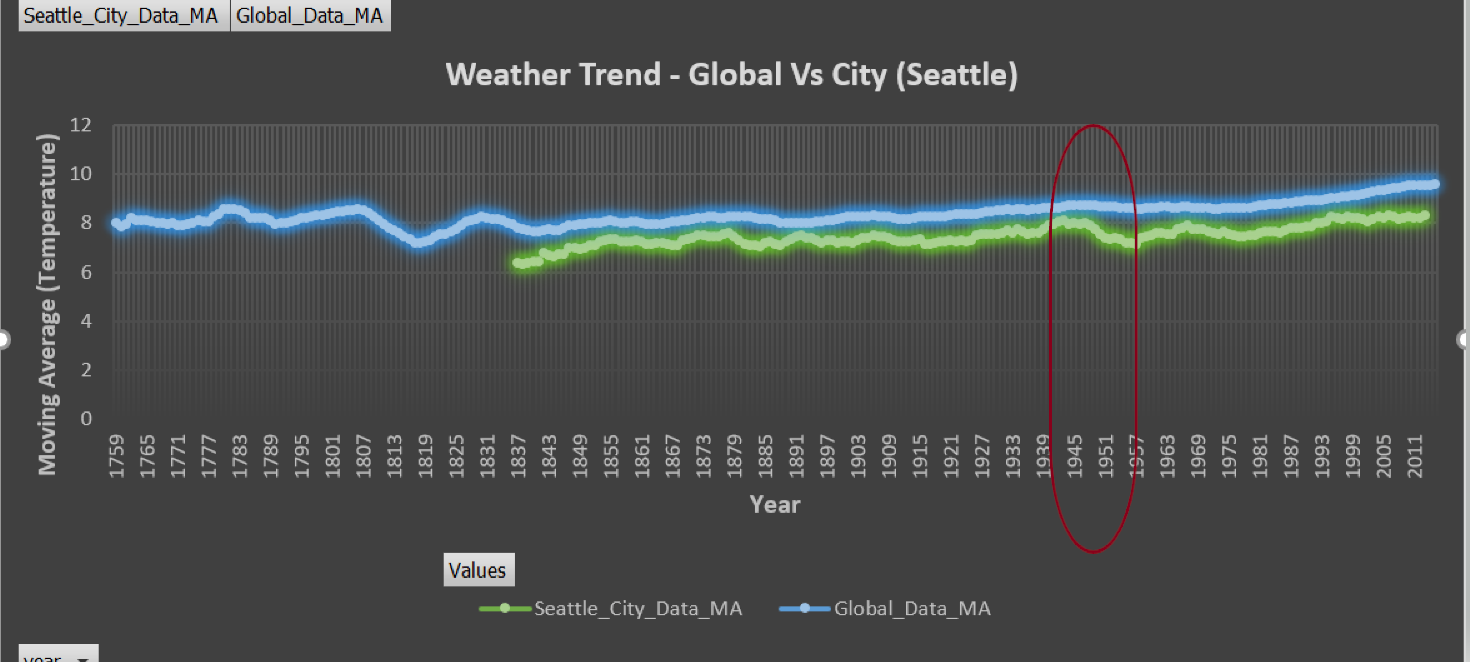 Seattle_City_Data_MA Global_Data_MA
Weather Trend - Global Vs City (Seattle)
Moving Average (Temperature)
12
10
8
6
4
2
0
1759 1765 1771 1777 1783 1789 1795 1801 1807 1813 1819 1825 1831 1837 1843 1849 1855 1861 1867 1873 1879 1885 1891 1897 1903 1909 1915 1921 1927 1933 1939 1945 1951 1957 1963 1969 1975 1981 1987 1993 1999 2005 2011
Year
Values
Seattle_City_Data_MA Global_Data_MA
year